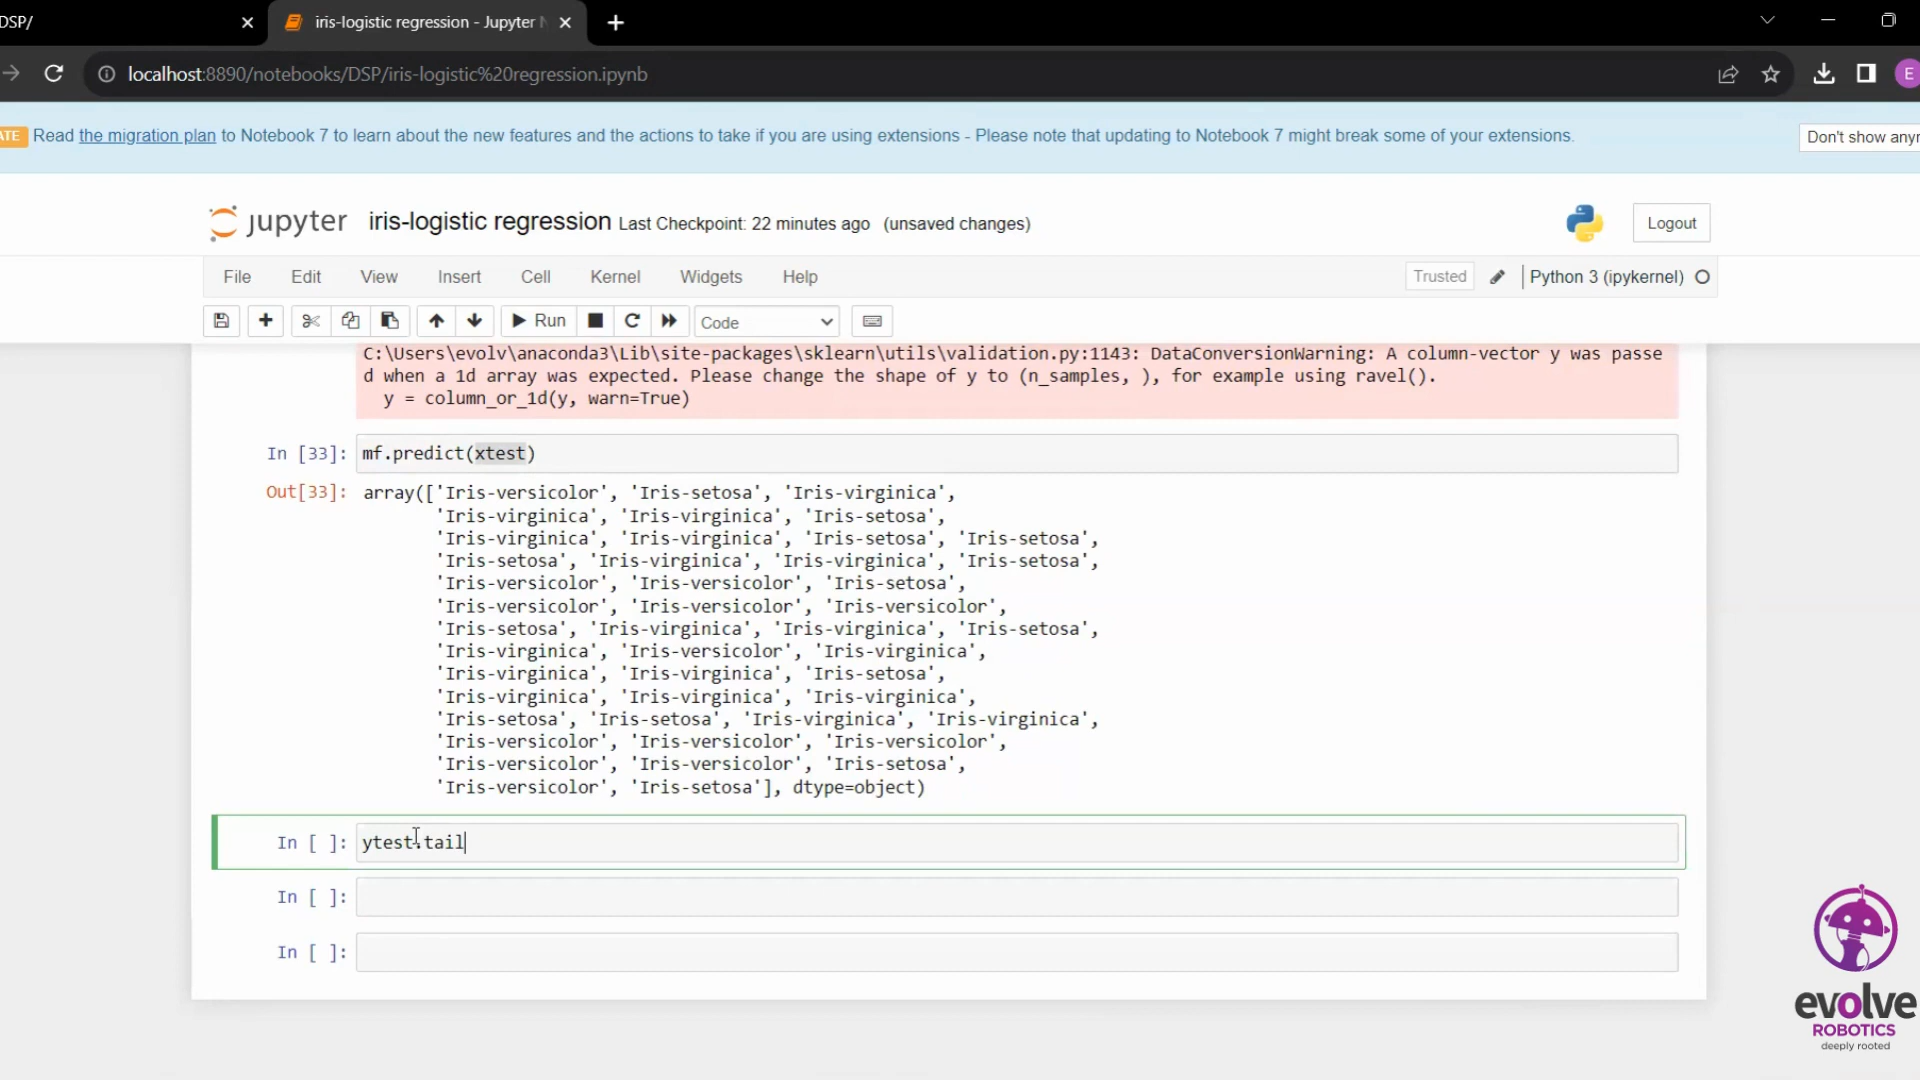 DSP/
iris-logistic regression - Jupyter N
localhost:8890/notebooks/DSP/iris-logistic%20regression.ipynb
E
ATE Read the migration plan to Notebook 7 to learn about the new features and the actions to take if you are using extensions - Please note that updating to Notebook 7 might break some of your extensions.
Don't show anym
jupyter iris-logistic regression Last Checkpoint: 22 minutes ago (unsaved changes)
Logout
File Edit View Insert Cell Kernel Widgets Help
Trusted Python 3 (ipykernel)
Run Code
C:\Users\evolv\anaconda3\Lib\site-packages\sklearn\utils\validation.py:1143: DataConversionWarning: A column-vector y was passe
d when a 1d array was expected. Please change the shape of y to (n_samples, ), for example using ravel().
y = column_or_1d(y, warn=True)
In [33]: mf.predict(xtest)
Out[33]: array(['Iris-versicolor', 'Iris-setosa', 'Iris-virginica',
'Iris-virginica', 'Iris-virginica', 'Iris-setosa',
'Iris-virginica', 'Iris-virginica', 'Iris-setosa', 'Iris-setosa',
'Iris-setosa', 'Iris-virginica', 'Iris-virginica', 'Iris-setosa',
'Iris-versicolor', 'Iris-versicolor', 'Iris-setosa',
'Iris-versicolor', 'Iris-versicolor', 'Iris-versicolor',
'Iris-setosa', 'Iris-virginica', 'Iris-virginica', 'Iris-setosa',
'Iris-virginica', 'Iris-versicolor', 'Iris-virginica',
'Iris-virginica', 'Iris-virginica', 'Iris-setosa',
'Iris-virginica', 'Iris-virginica', 'Iris-virginica',
'Iris-setosa', 'Iris-setosa', 'Iris-virginica', 'Iris-virginica',
'Iris-versicolor', 'Iris-versicolor', 'Iris-versicolor',
'Iris-versicolor', 'Iris-versicolor', 'Iris-setosa',
'Iris-versicolor', 'Iris-setosa'], dtype=object)
In [ ]: ytest.tail
In [ ]:
In [ ]:
evolve
ROBOTICS
deeply rooted